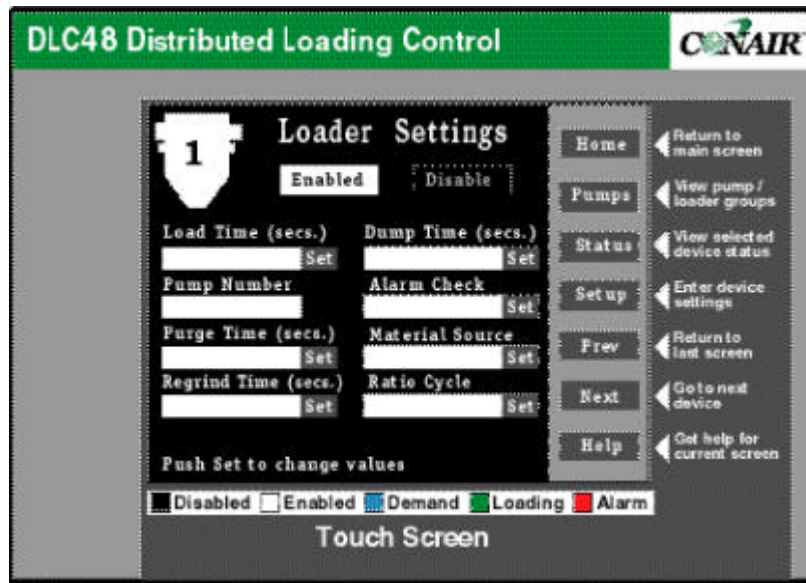 DLC48 Distributed Loading Control
CONAIR
1
Loader Settings
Enabled Disable
Load Time (secs.) Dump Time (secs.)
Set Set
Pump Number Alarm Check
Set
Purge Time (secs.) Material Source
Set Set
Regrind Time (secs.) Ratio Cycle
Set Set
Push Set to change values
Home
Return to
main screen
Pumps
View pump /
loader groups
Status
View selected
device status
Setup
Enter device
settings
Prev
Return to
last screen
Next
Go to next
device
Help
Get help for
current screen
Disabled Enabled Demand Loading Alarm
Touch Screen